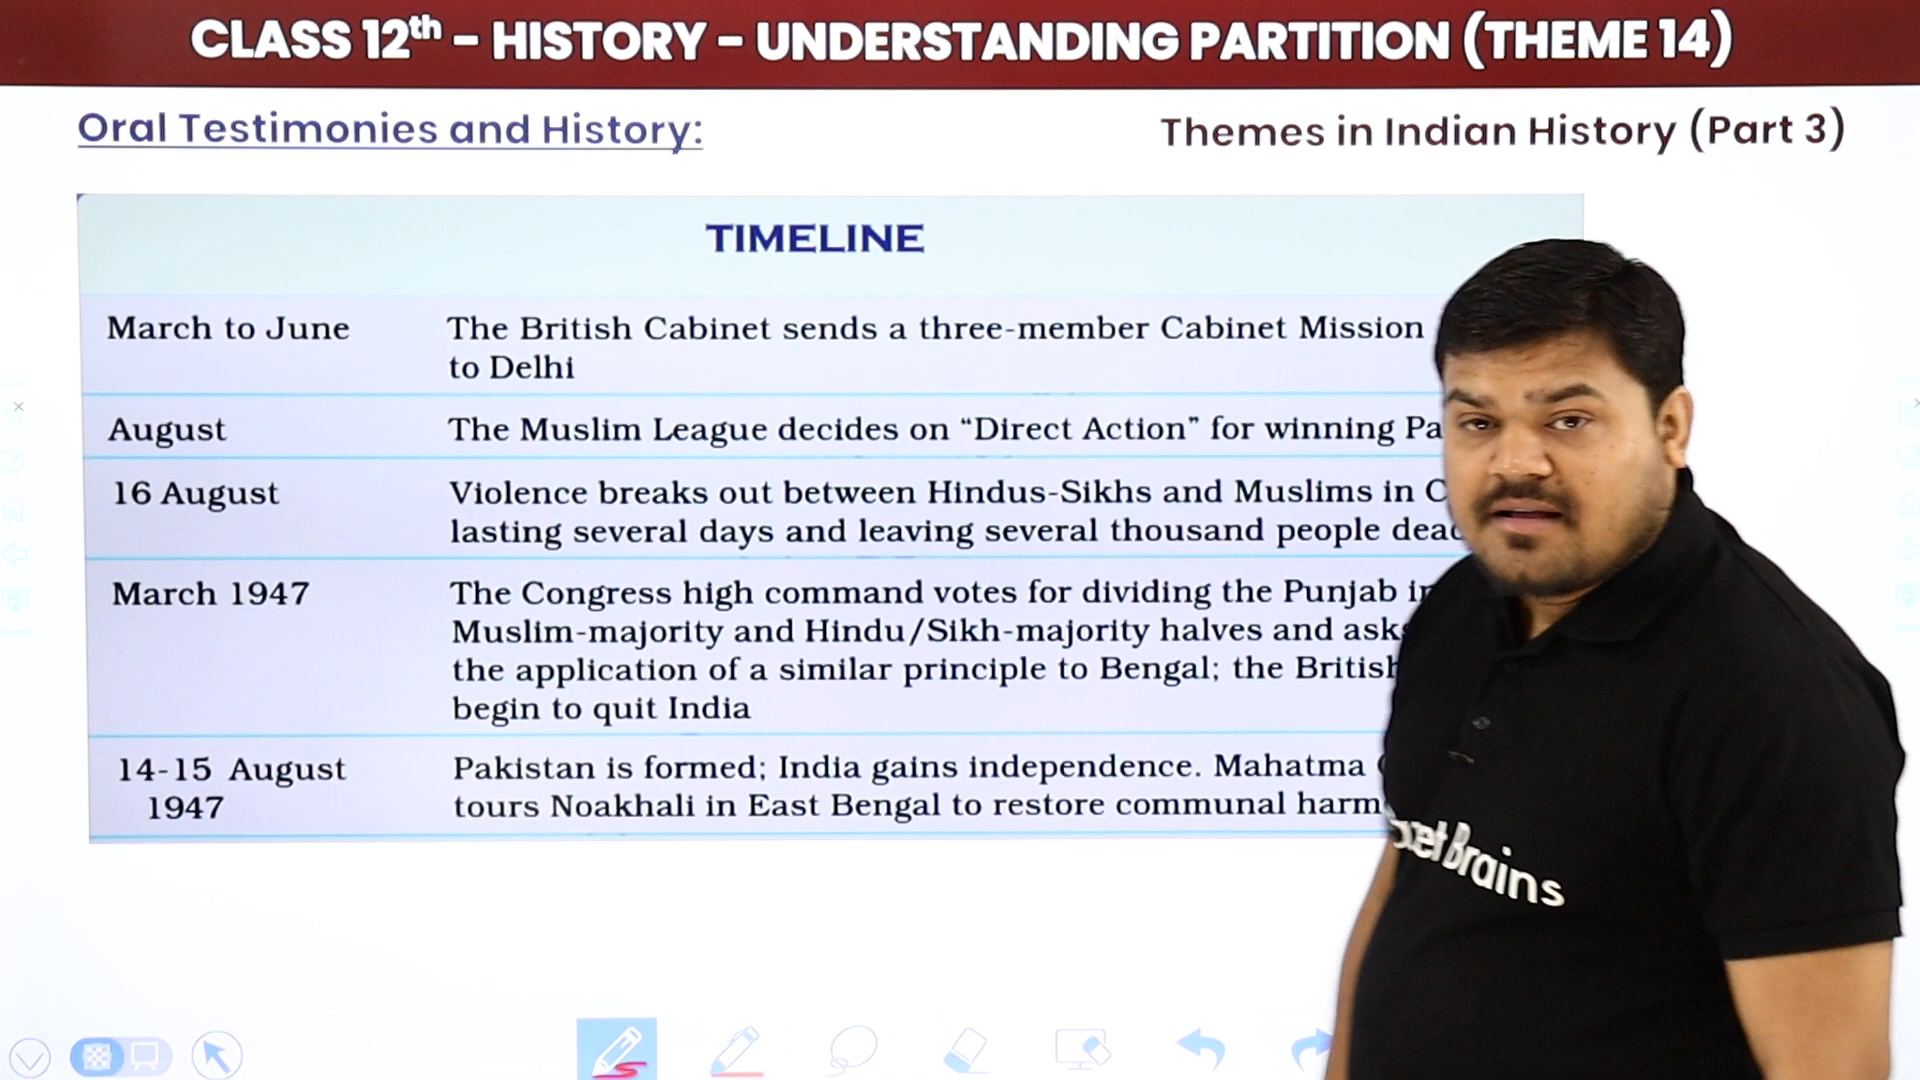 CLASS 12th - HISTORY - UNDERSTANDING PARTITION (THEME 14)
Oral Testimonies and History:
Themes in Indian History (Part 3)
TIMELINE
March to June
The British Cabinet sends a three-member Cabinet Mission
to Delhi
August
The Muslim League decides on “Direct Action” for winning
16 August
Violence breaks out between Hindus-Sikhs and Muslims in
lasting several days and leaving several thousand people
March 1947
The Congress high command votes for dividing the Punjab
Muslim-majority and Hindu/Sikh-majority halves and
the application of a similar principle to Bengal; the British
begin to quit India
14-15 August
1947
Pakistan is formed; India gains independence. Mahatma
tours Noakhali in East Bengal to restore communal
Brains